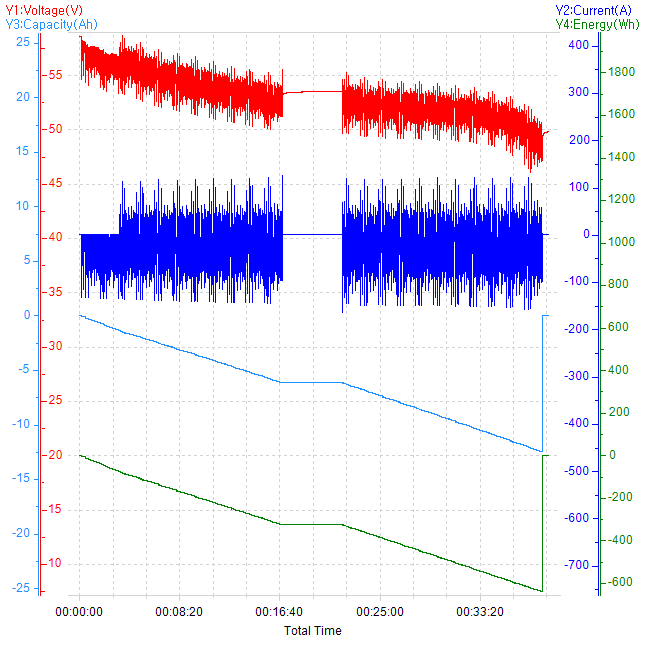 Y1:Voltage(V) Y2:Current(A)
Y3:Capacity(Ah) Y4:Energy(Wh)
25 55 400 1800
20 50 300 1600
15 45 200 1400
10 40 100 1200
5 35 0 1000
0 30 -100 800
-5 25 -200 600
-10 20 -300 400
-15 15 -400 200
-20 10 -500 0
-25 -600 -200
-700 -400
-600
00:00:00 00:08:20 00:16:40 00:25:00 00:33:20
Total Time